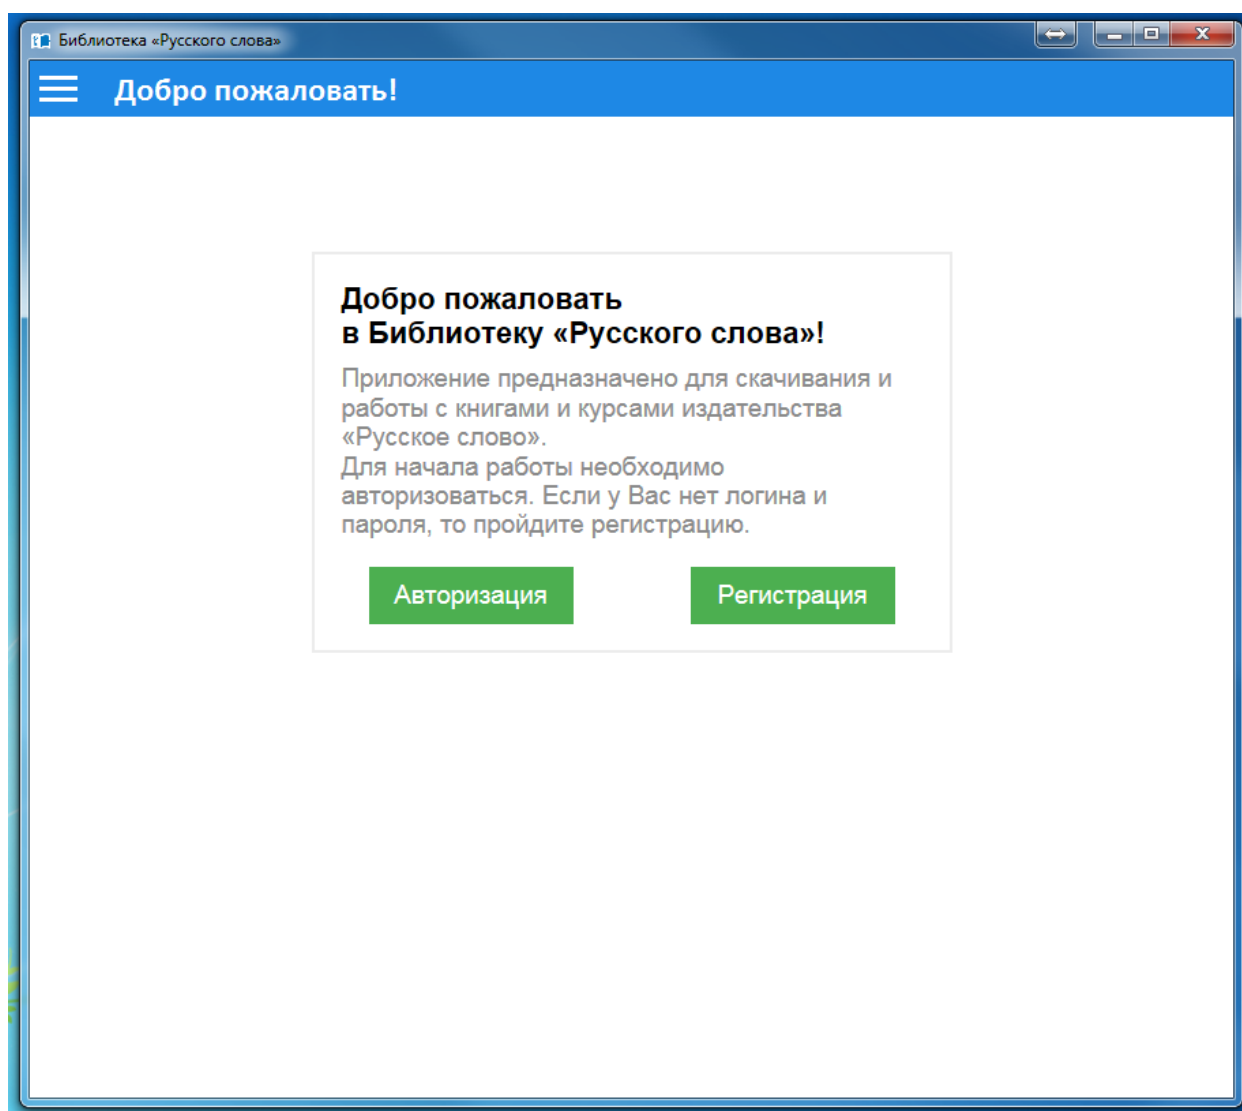 Библиотека «Русского слова»
Добро пожаловать!
Добро пожаловать
в Библиотеку «Русского слова»!
Приложение предназначено для скачивания и
работы с книгами и курсами издательства
«Русское слово».
Для начала работы необходимо
авторизоваться. Если у Вас нет логина и
пароля, то пройдите регистрацию.
Авторизация
Регистрация